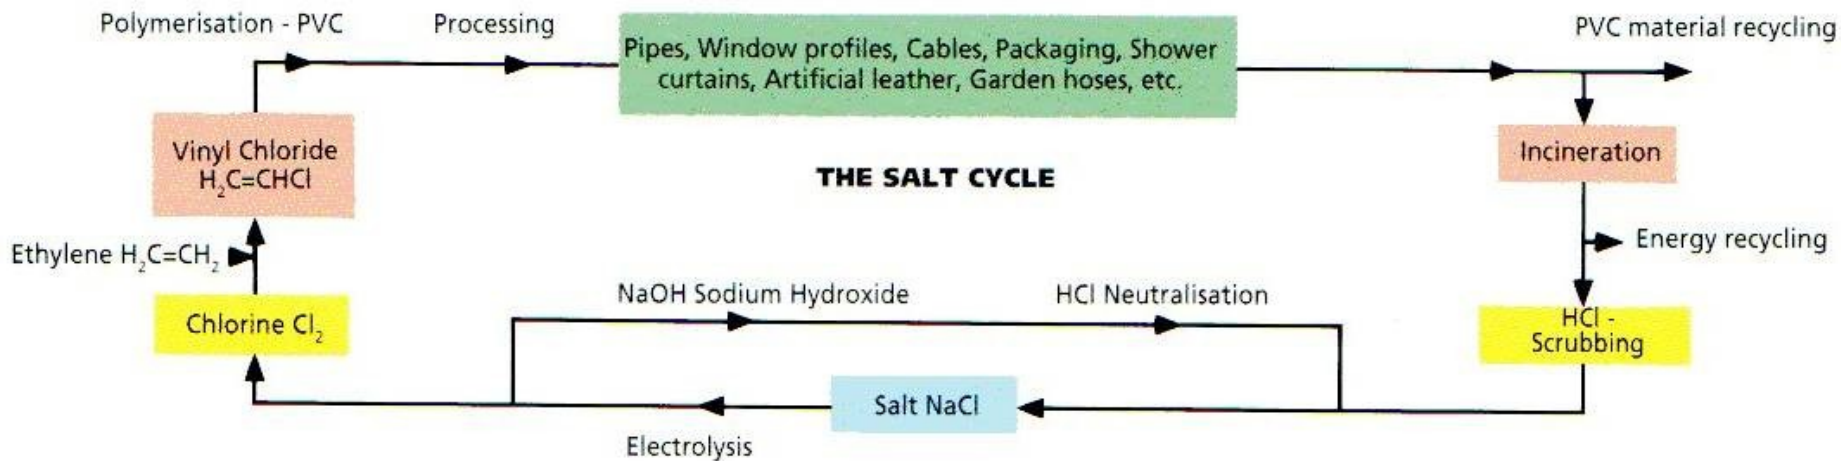 Polymerisation - PVC
Processing
Pipes, Window profiles, Cables, Packaging, Shower
curtains, Artificial leather, Garden hoses, etc.
PVC material recycling
Vinyl Chloride
H₂C=CHCl
THE SALT CYCLE
Incineration
Ethylene H₂C=CH₂
Energy recycling
NaOH Sodium Hydroxide
HCl Neutralisation
Chlorine Cl₂
HCl -
Scrubbing
Salt NaCl
Electrolysis